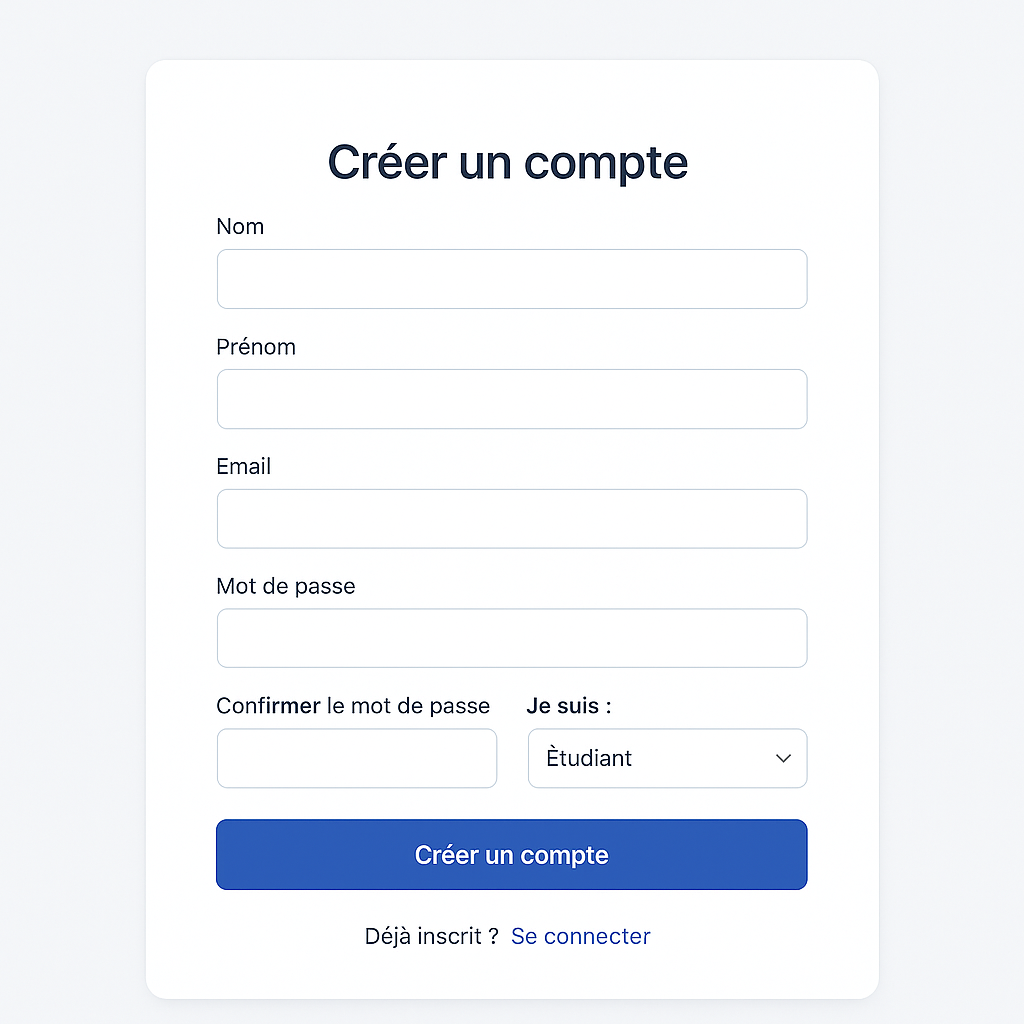 Créer un compte
Nom
Prénom
Email
Mot de passe
Confirmer le mot de passe
Je suis :
Ètudiant
Créer un compte
Déjà inscrit ? Se connecter